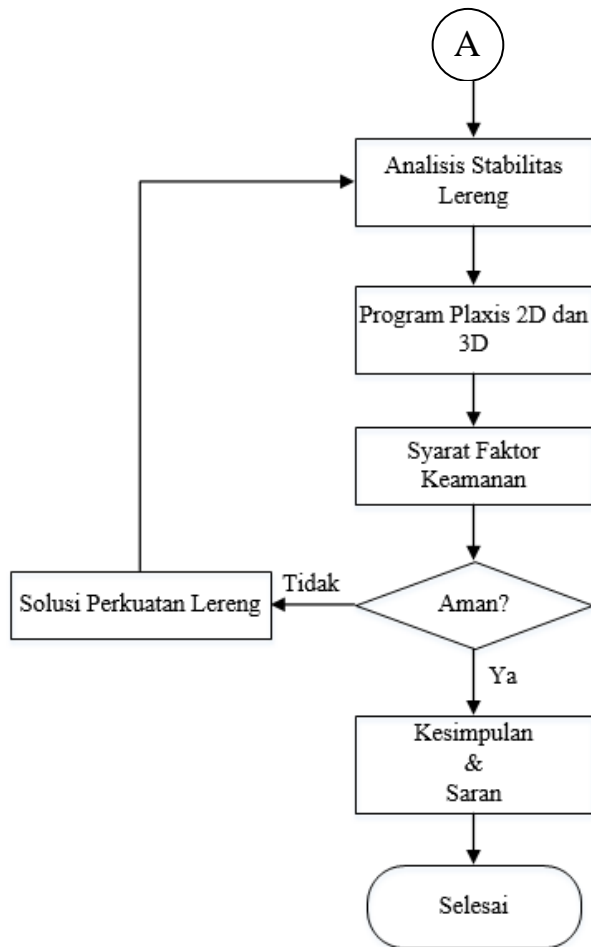 A
Analisis Stabilitas
Lereng
Program Plaxis 2D dan
3D
Syarat Faktor
Keamanan
Aman?
Tidak
Solusi Perkuatan Lereng
Ya
Kesimpulan
&
Saran
Selesai